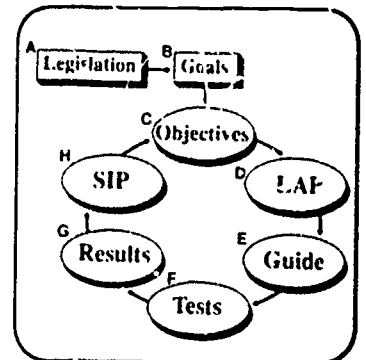 A
Legislation
B
Goals
C
Objectives
D
LAP
E
Guide
F
Tests
G
Results
H
SIP